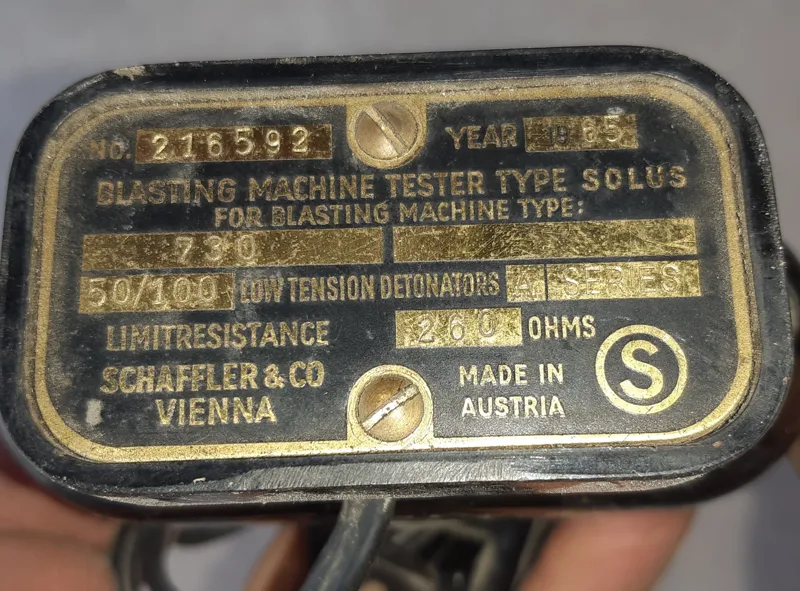 NO. 216592 YEAR 1965
BLASTING MACHINE TESTER TYPE SOLUS
FOR BLASTING MACHINE TYPE:
730
50/100 LOW TENSION DETONATORS A SERIES
LIMITRESISTANCE 260 OHMS
SCHAFFLER & CO
VIENNA
MADE IN
AUSTRIA
S